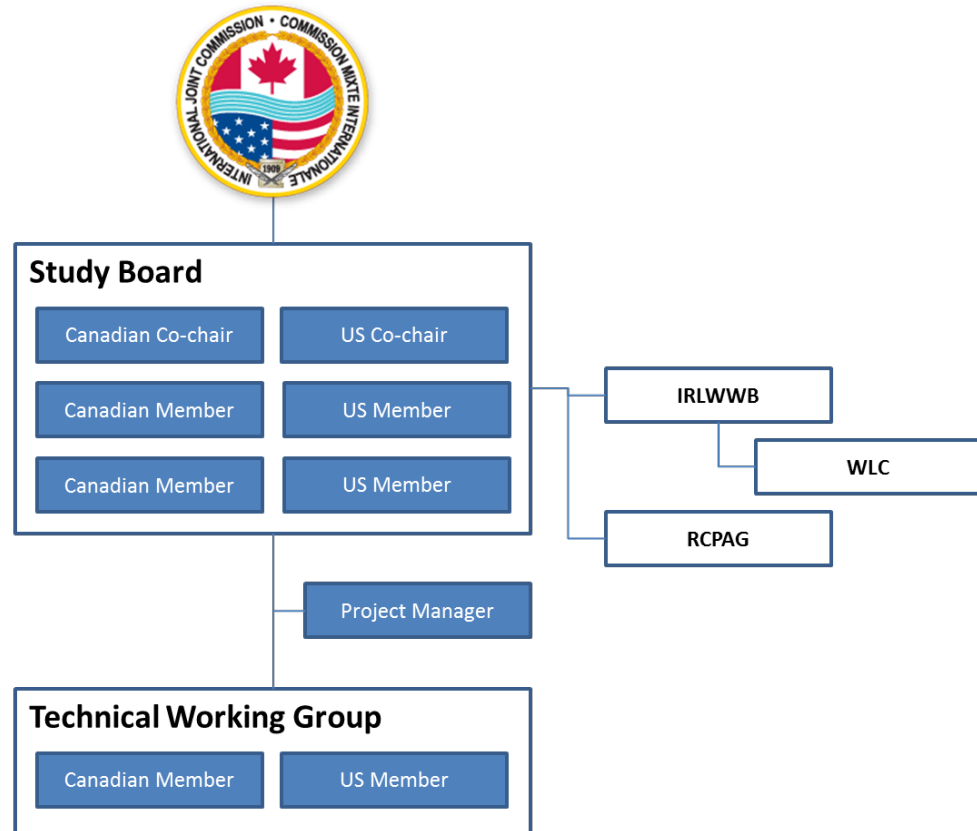 INTERNATIONAL JOINT COMMISSION • COMMISSION MIXTE INTERNATIONALE
1909
Study Board
Canadian Co-chair
US Co-chair
Canadian Member
US Member
Canadian Member
US Member
IRLWWB
WLC
RCPAG
Project Manager
Technical Working Group
Canadian Member
US Member